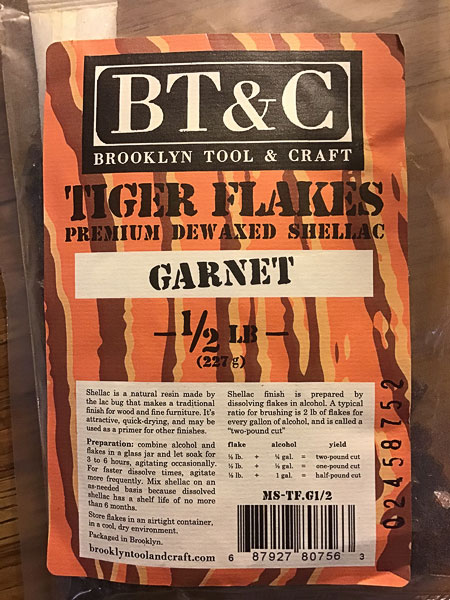 BT&C
BROOKLYN TOOL & CRAFT
TIGER FLAKES
PREMIUM DEWAXED SHELLAC
GARNET
1/2 LB
(227g)
Shellac is a natural resin made by
the lac bug that makes a traditional
finish for wood and fine furniture. It's
attractive, quick-drying, and may be
used as a primer for other finishes.
Preparation: combine alcohol and
flakes in a glass jar and let soak for
3 to 6 hours, agitating occasionally.
For faster dissolve times, agitate
more frequently. Mix shellac on an
as-needed basis because dissolved
shellac has a shelf life of no more
than 6 months.
Store flakes in an airtight container,
in a cool, dry environment.
Packaged in Brooklyn.
brooklyntoolandcraft.com
Shellac finish is prepared by
dissolving flakes in alcohol. A typical
ratio for brushing is 2 lb of flakes for
every gallon of alcohol, and is called a
"two-pound cut"
flake alcohol yield
½ lb. + ¼ gal. = two-pound cut
½ lb. + ½ gal. = one-pound cut
½ lb. + 1 gal. = half-pound cut
MS-TF.G1/2
6 87927 80756 3
02458752